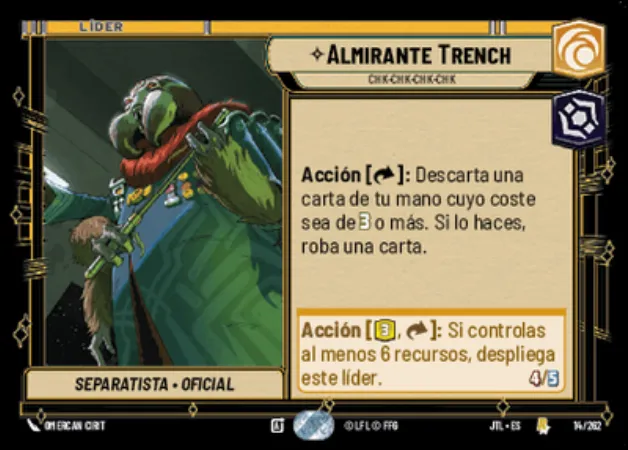 LÍDER
ALMIRANTE TRENCH
CHK-CHK-CHK-CHK
Acción [ ]: Descarta una
carta de tu mano cuyo coste
sea de 3 o más. Si lo haces,
roba una carta.
Acción [3, ]: Si controlas
al menos 6 recursos, despliega
este líder.
4/5
SEPARATISTA • OFICIAL
OMERCAN CIRIT
© LFL © FFG
JTL • ES
14/262